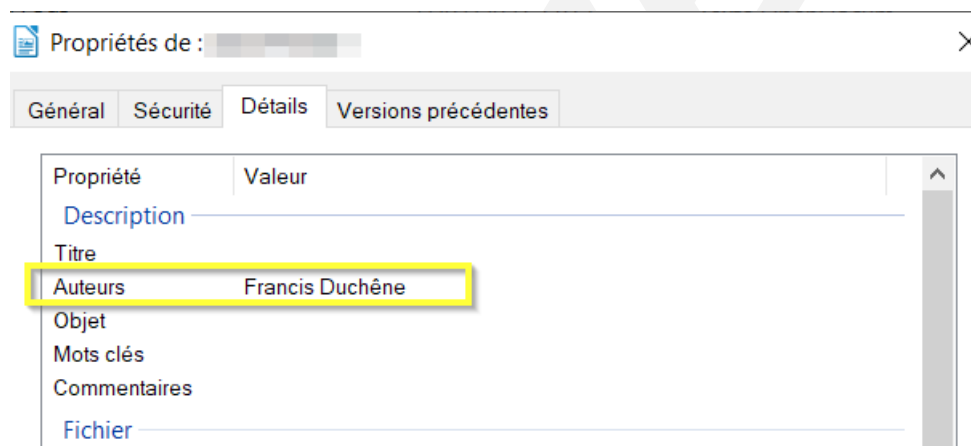 Propriétés de :
Général Sécurité Détails Versions précédentes
Propriété Valeur
Description
Titre
Auteurs Francis Duchêne
Objet
Mots clés
Commentaires
Fichier